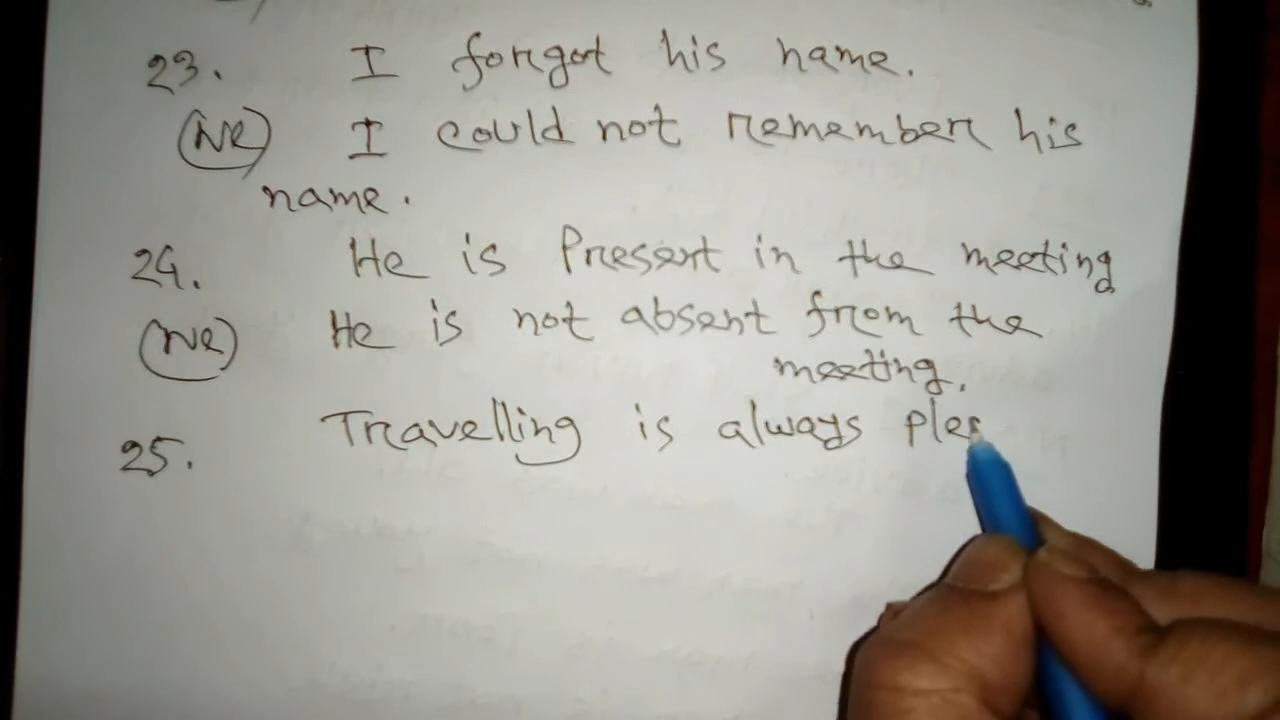 23. I forgot his name.
(Ne) I could not remember his
name.
24. He is Present in the meeting
(Ne) He is not absent from the
meeting.
25. Travelling is always ples